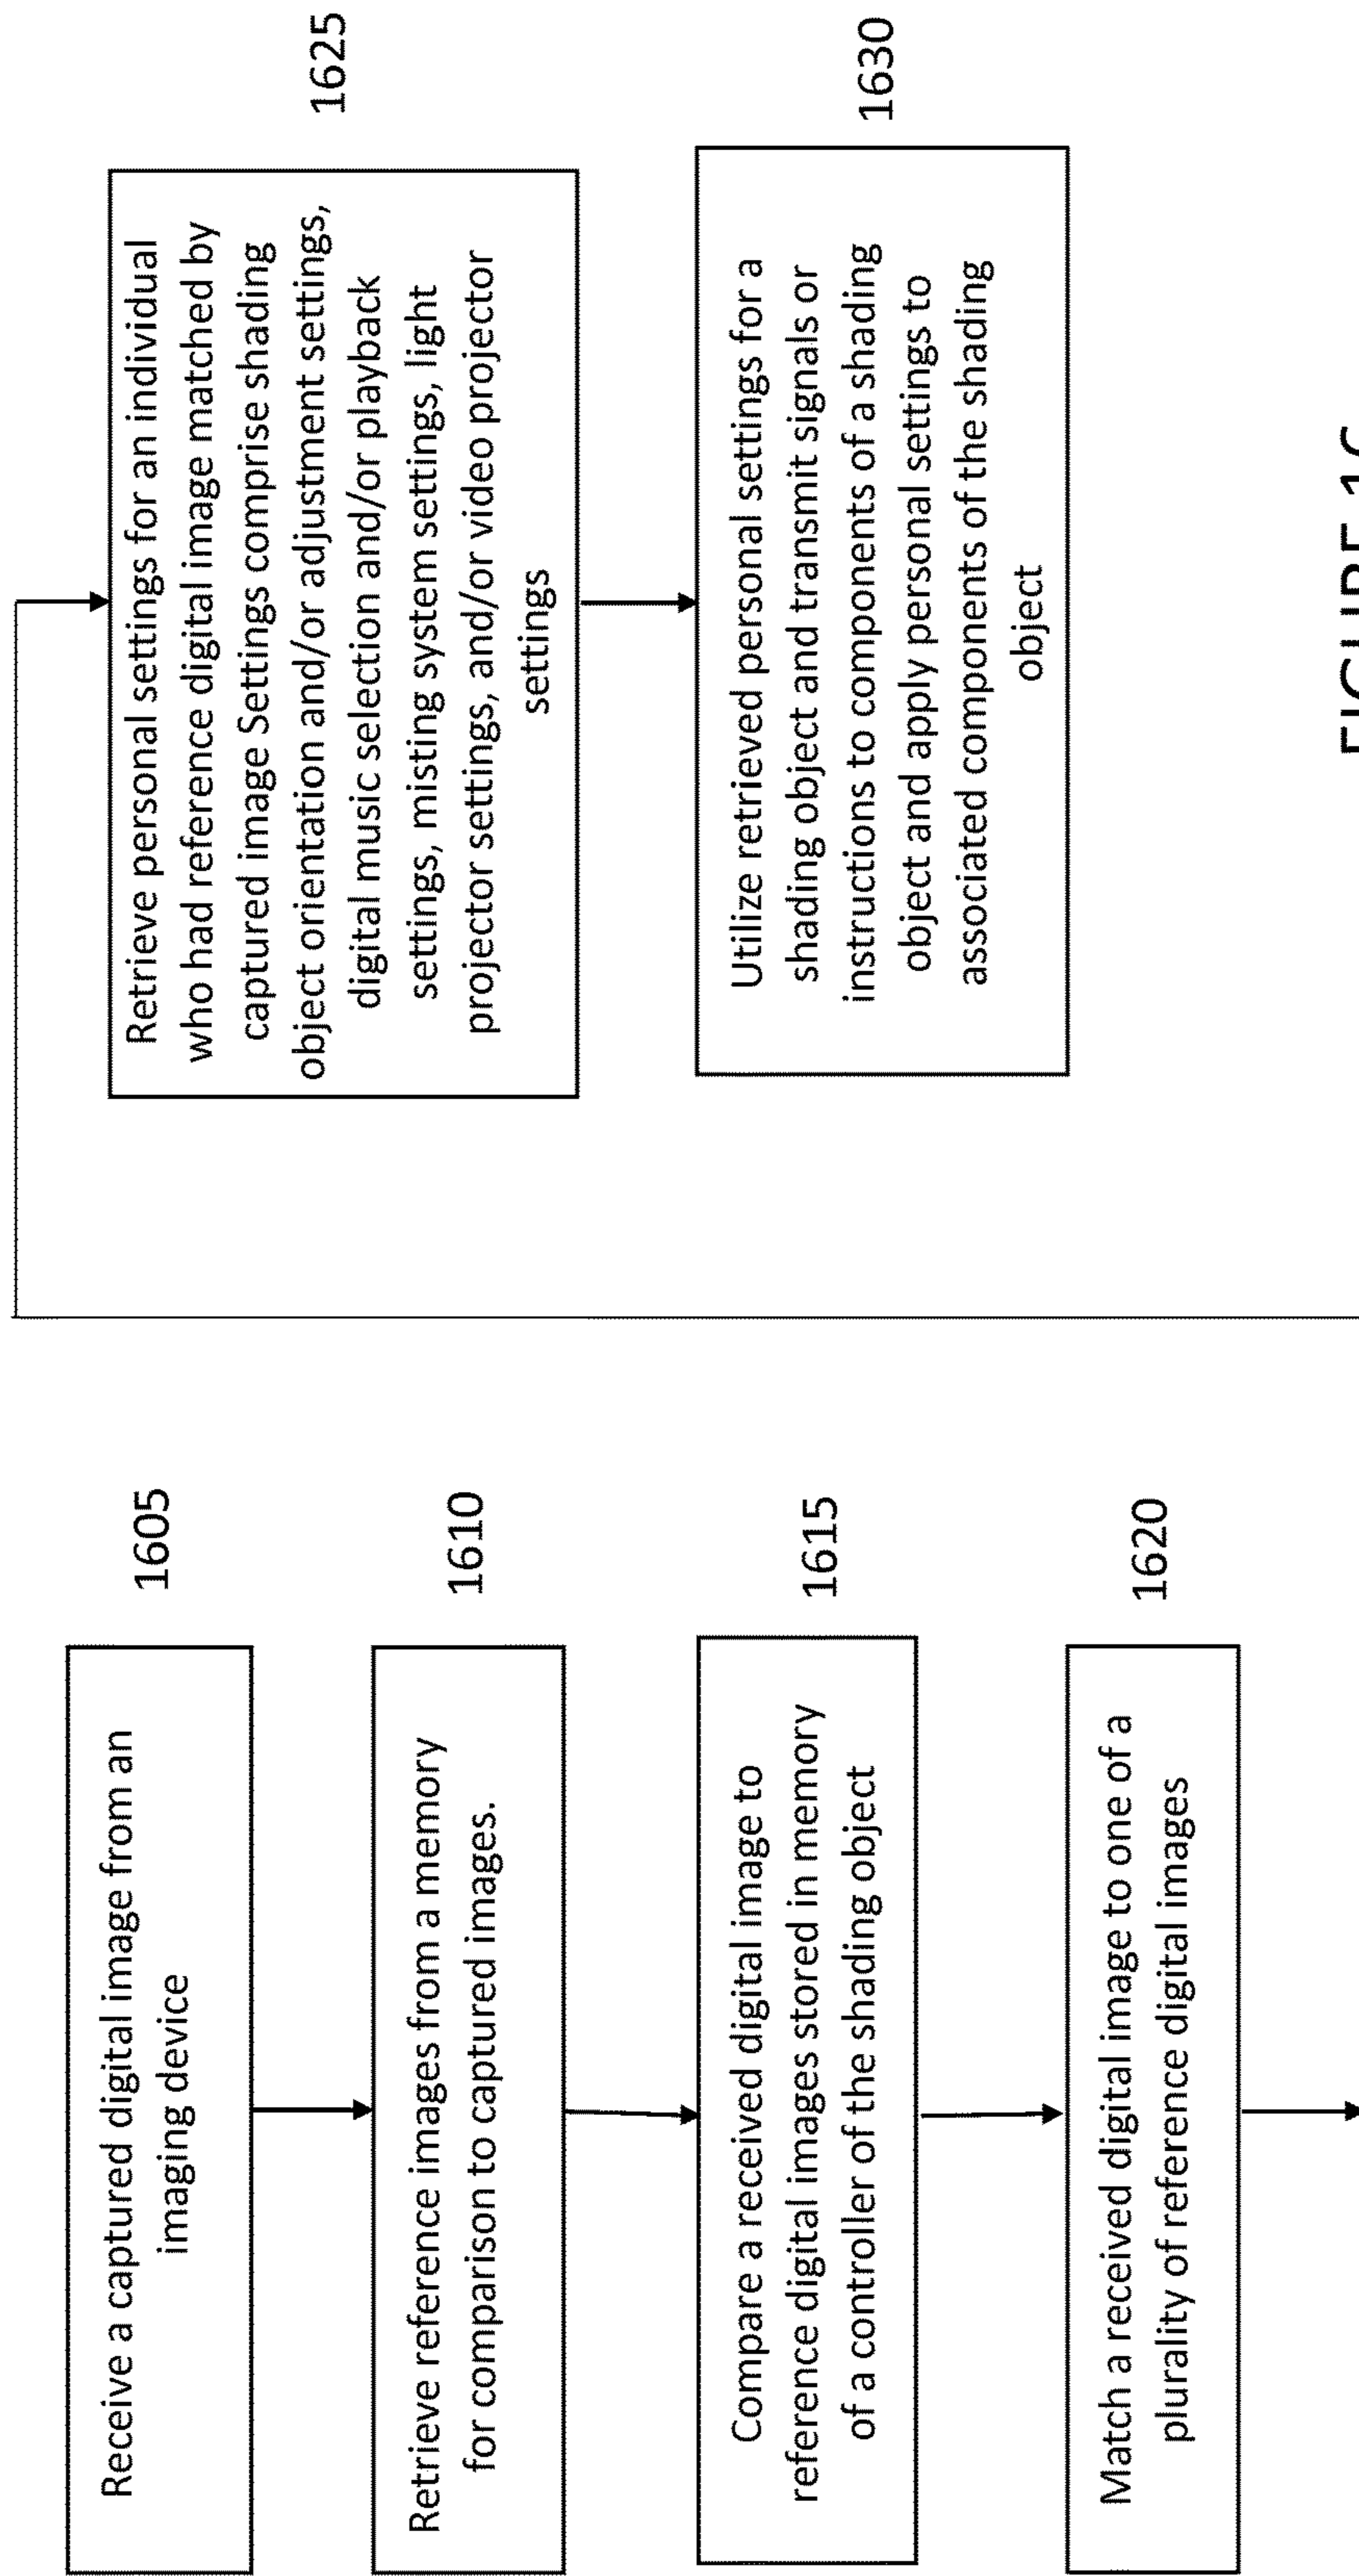 Receive a captured digital image from an
imaging device
1605
Retrieve reference images from a memory
for comparison to captured images.
1610
Compare a received digital image to
reference digital images stored in memory
of a controller of the shading object
1615
Match a received digital image to one of a
plurality of reference digital images
1620
Retrieve personal settings for an individual
who had reference digital image matched by
captured image Settings comprise shading
object orientation and/or adjustment settings,
digital music selection and/or playback
settings, misting system settings, light
projector settings, and/or video projector
settings
1625
Utilize retrieved personal settings for a
shading object and transmit signals or
instructions to components of a shading
object and apply personal settings to
associated components of the shading
object
1630
FIGURE 16